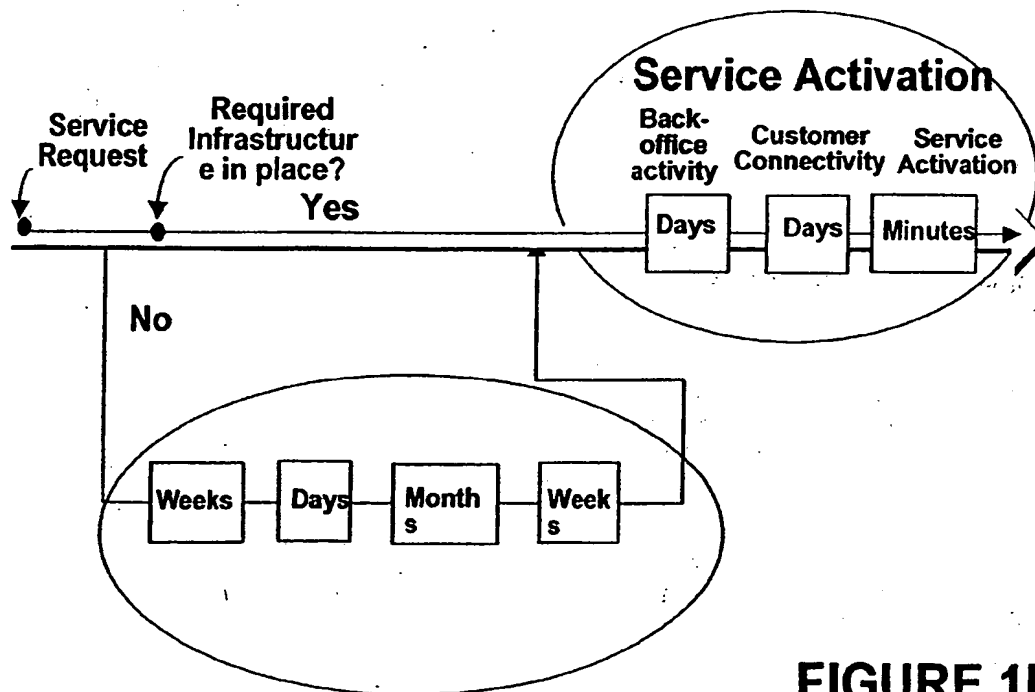 Service Activation
Service
Request
Required
Infrastructur
e in place?
Back-
office
activity
Customer
Connectivity
Service
Activation
Yes
Days
Days
Minutes
No
Weeks
Days
Month
s
Week
s
FIGURE